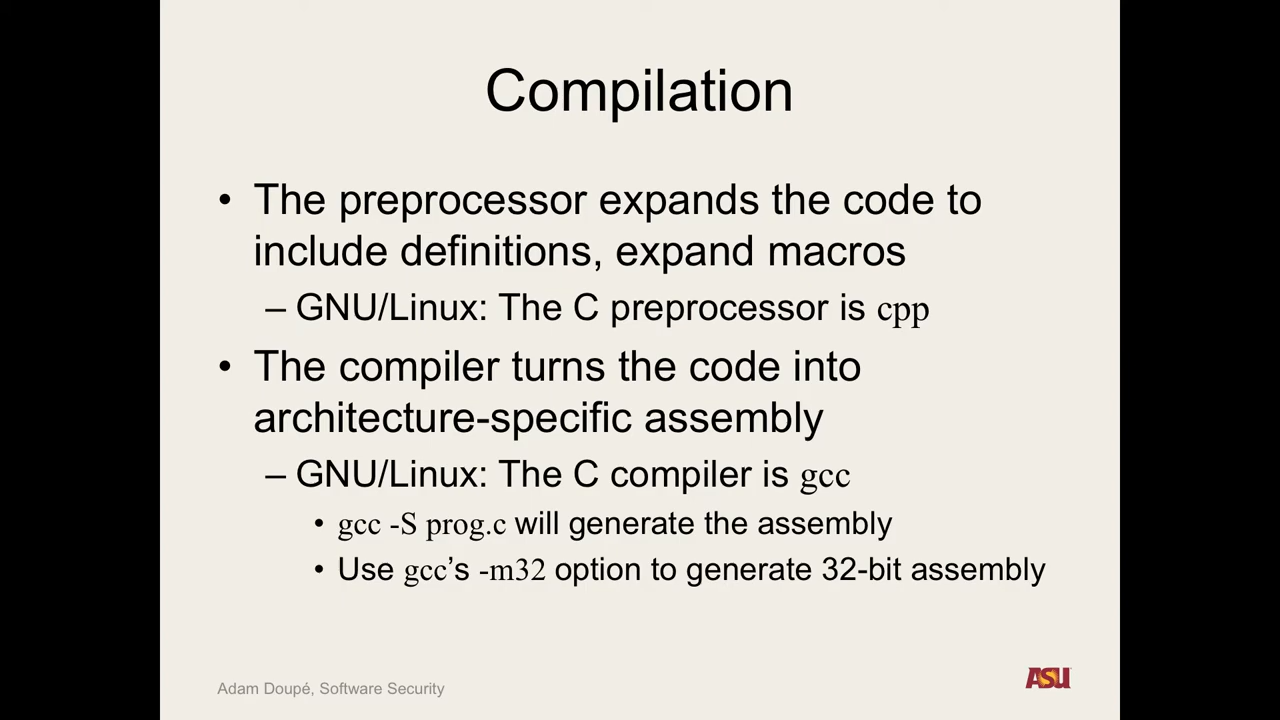 Compilation
• The preprocessor expands the code to
include definitions, expand macros
– GNU/Linux: The C preprocessor is cpp
• The compiler turns the code into
architecture-specific assembly
– GNU/Linux: The C compiler is gcc
• gcc -S prog.c will generate the assembly
• Use gcc’s -m32 option to generate 32-bit assembly
Adam Doupé, Software Security
ASU